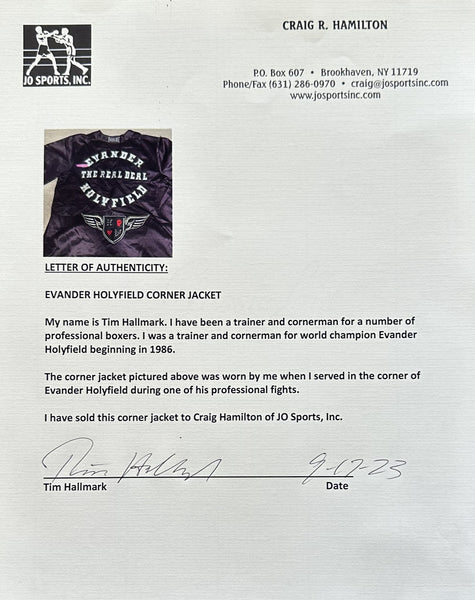 CRAIG R. HAMILTON
JO SPORTS, INC.
P.O. Box 607 • Brookhaven, NY 11719
Phone/Fax (631) 286-0970 • craig@josportsinc.com
www.josportsinc.com
EVANDER
THE REAL DEAL
HOLYFIELD
LETTER OF AUTHENTICITY:
EVANDER HOLYFIELD CORNER JACKET
My name is Tim Hallmark. I have been a trainer and cornerman for a number of
professional boxers. I was a trainer and cornerman for world champion Evander
Holyfield beginning in 1986.
The corner jacket pictured above was worn by me when I served in the corner of
Evander Holyfield during one of his professional fights.
I have sold this corner jacket to Craig Hamilton of JO Sports, Inc.
9-17-23
Tim Hallmark Date